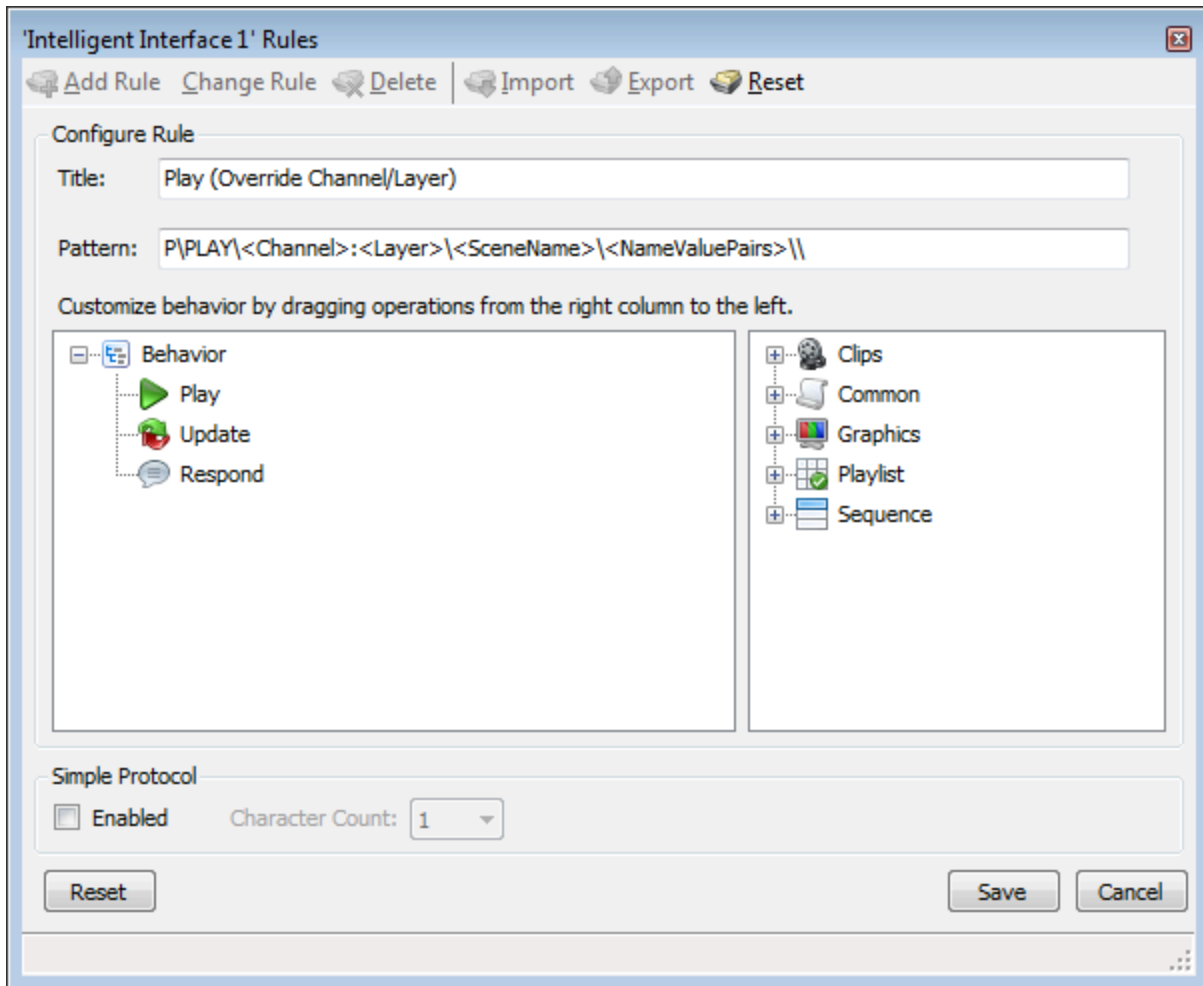 'Intelligent Interface 1' Rules
Add Rule Change Rule Delete Import Export Reset
Configure Rule
Title: Play (Override Channel/Layer)
Pattern: P\PLAY\<Channel>:<Layer>\<SceneName>\<NameValuePairs>\\
Customize behavior by dragging operations from the right column to the left.
Behavior Clips
Play Common
Update Graphics
Respond Playlist
Sequence
Simple Protocol
Enabled Character Count: 1
Reset Save Cancel